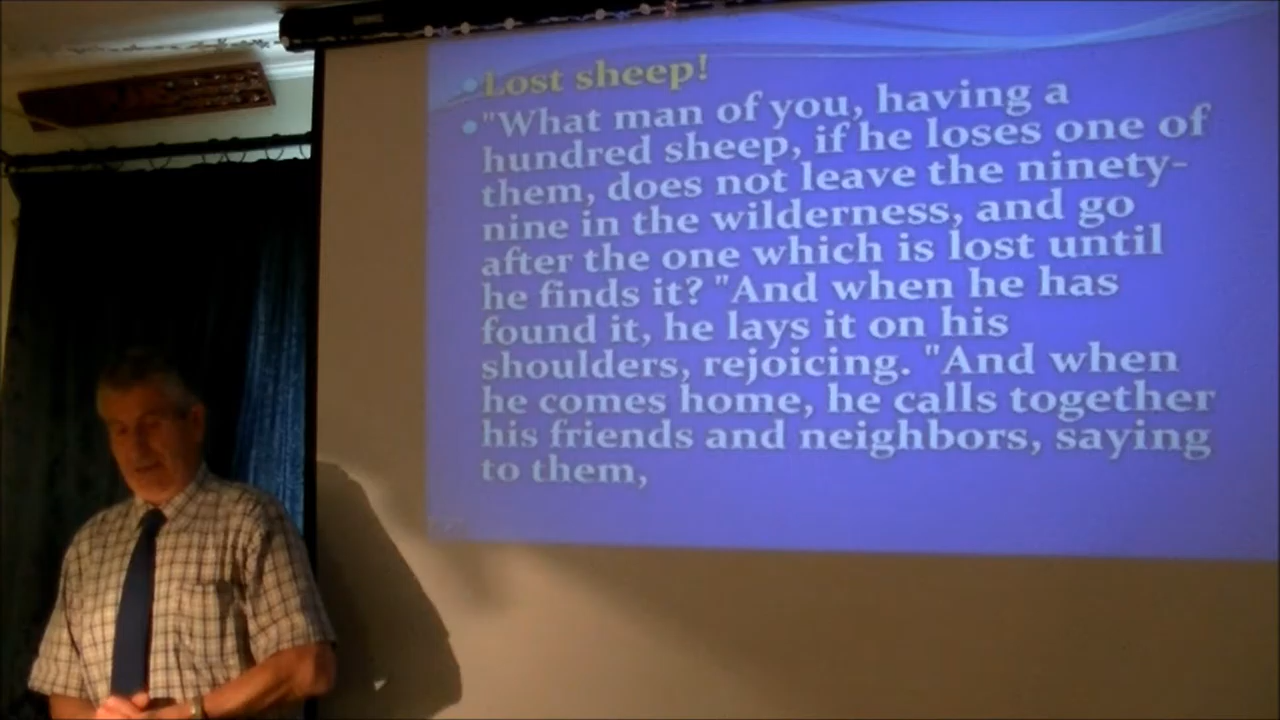 Lost sheep!
"What man of you, having a
hundred sheep, if he loses one of
them, does not leave the ninety-
nine in the wilderness, and go
after the one which is lost until
he finds it? "And when he has
found it, he lays it on his
shoulders, rejoicing. "And when
he comes home, he calls together
his friends and neighbors, saying
to them,